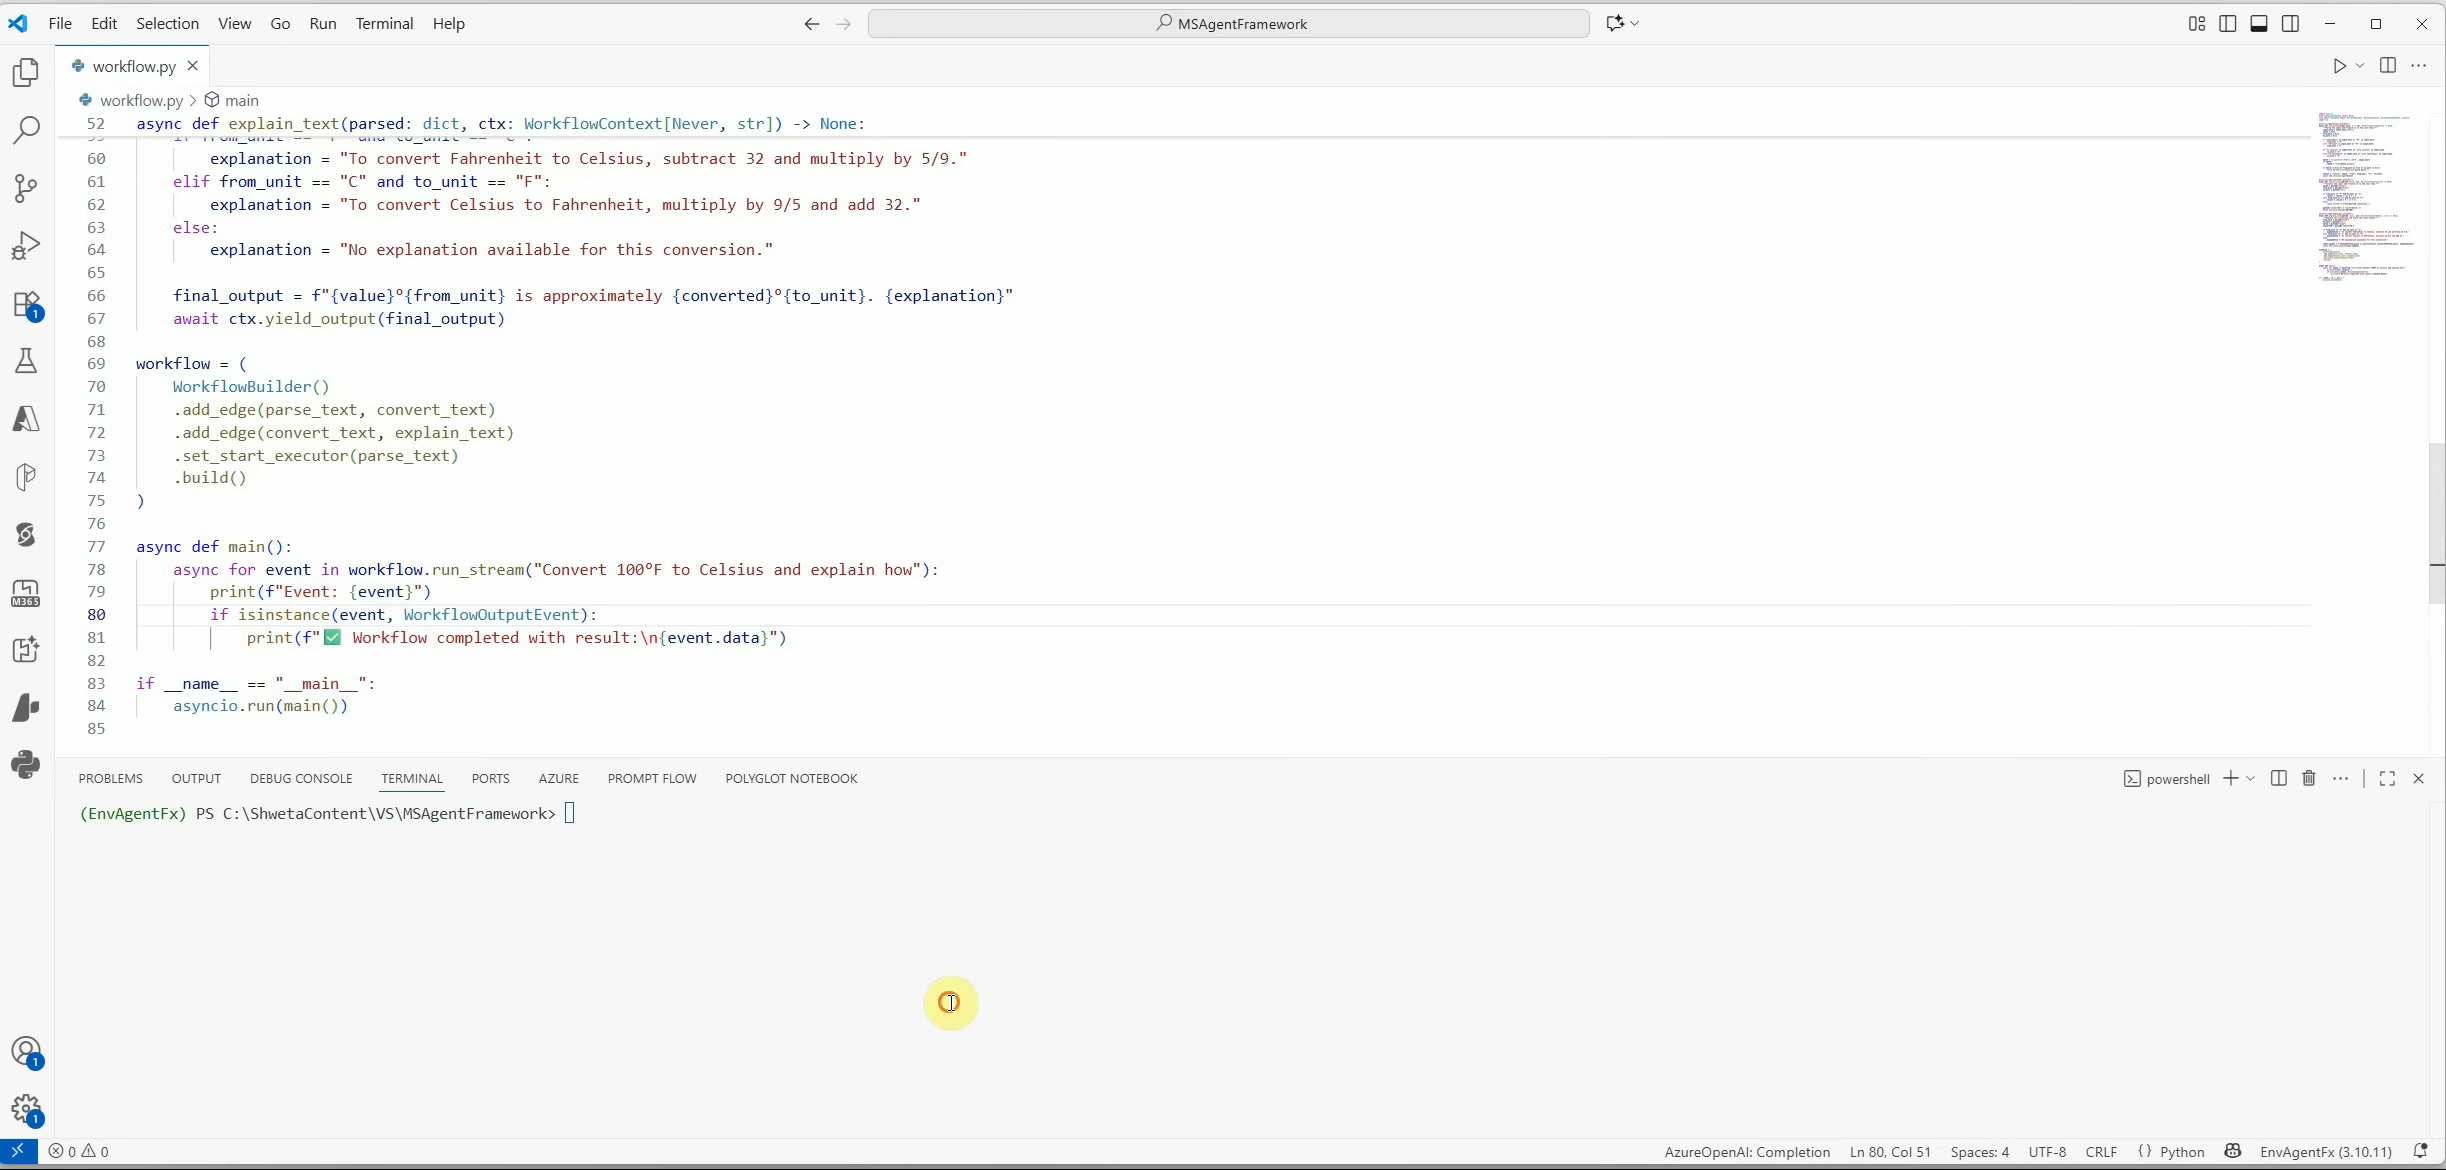 File Edit Selection View Go Run Terminal Help MSAgentFramework
workflow.py
workflow.py > main
52 async def explain_text(parsed: dict, ctx: WorkflowContext[Never, str]) -> None:
60 explanation = "To convert Fahrenheit to Celsius, subtract 32 and multiply by 5/9."
61 elif from_unit == "C" and to_unit == "F":
62 explanation = "To convert Celsius to Fahrenheit, multiply by 9/5 and add 32."
63 else:
64 explanation = "No explanation available for this conversion."
65
66 final_output = f"{value}°{from_unit} is approximately {converted}°{to_unit}. {explanation}"
67 await ctx.yield_output(final_output)
68
69 workflow = (
70 WorkflowBuilder()
71 .add_edge(parse_text, convert_text)
72 .add_edge(convert_text, explain_text)
73 .set_start_executor(parse_text)
74 .build()
75 )
76
77 async def main():
78 async for event in workflow.run_stream("Convert 100°F to Celsius and explain how"):
79 print(f"Event: {event}")
80 if isinstance(event, WorkflowOutputEvent):
81 print(f"✅ Workflow completed with result:\n{event.data}")
82
83 if __name__ == "__main__":
84 asyncio.run(main())
85
PROBLEMS OUTPUT DEBUG CONSOLE TERMINAL PORTS AZURE PROMPT FLOW POLYGLOT NOTEBOOK powershell
(EnvAgentFx) PS C:\ShwetaContent\VS\MSAgentFramework>
1
M365
1
1
0 0 AzureOpenAI: Completion Ln 80, Col 51 Spaces: 4 UTF-8 CRLF {} Python EnvAgentFx (3.10.11)